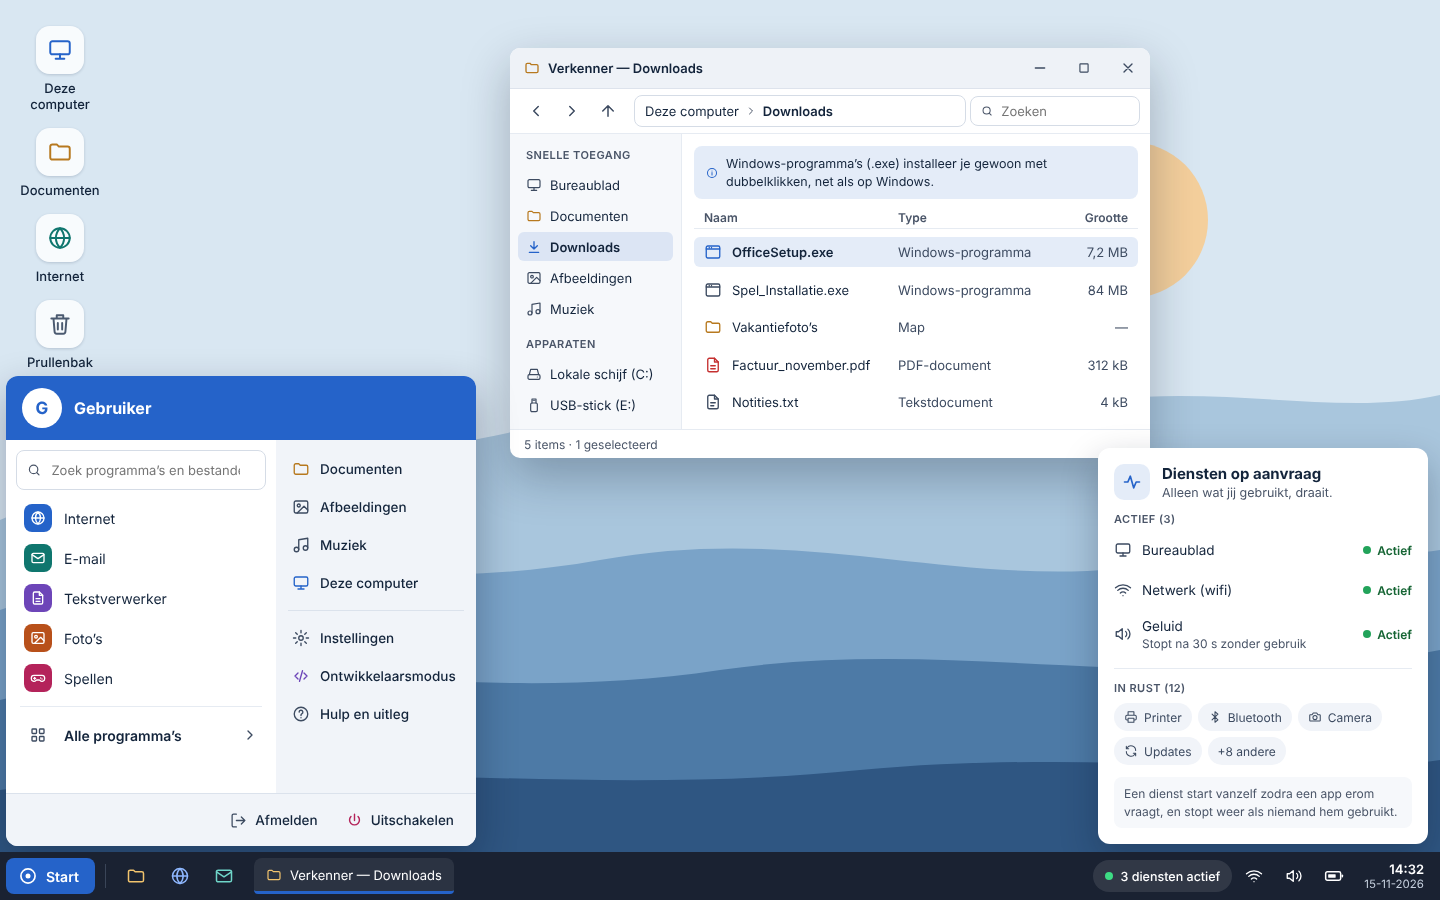 Deze
computer
Documenten
Internet
Prullenbak
Verkenner — Downloads
Deze computer
Downloads
Zoeken
SNELLE TOEGANG
Bureaublad
Documenten
Downloads
Afbeeldingen
Muziek
APPARATEN
Lokale schijf (C:)
USB-stick (E:)
Windows-programma’s (.exe) installeer je gewoon met
dubbelklikken, net als op Windows.
Naam Type Grootte
OfficeSetup.exe Windows-programma 7,2 MB
Spel_Installatie.exe Windows-programma 84 MB
Vakantiefoto’s Map —
Factuur_november.pdf PDF-document 312 kB
Notities.txt Tekstdocument 4 kB
5 items · 1 geselecteerd
G Gebruiker
Zoek programma’s en bestande
Internet
E-mail
Tekstverwerker
Foto’s
Spellen
Alle programma’s
Documenten
Afbeeldingen
Muziek
Deze computer
Instellingen
Ontwikkelaarsmodus
Hulp en uitleg
Afmelden
Uitschakelen
Diensten op aanvraag
Alleen wat jij gebruikt, draait.
ACTIEF (3)
Bureaublad Actief
Netwerk (wifi) Actief
Geluid
Stopt na 30 s zonder gebruik
Actief
IN RUST (12)
Printer
Bluetooth
Camera
Updates
+8 andere
Een dienst start vanzelf zodra een app erom
vraagt, en stopt weer als niemand hem gebruikt.
Start
Verkenner — Downloads
3 diensten actief
14:32
15-11-2026